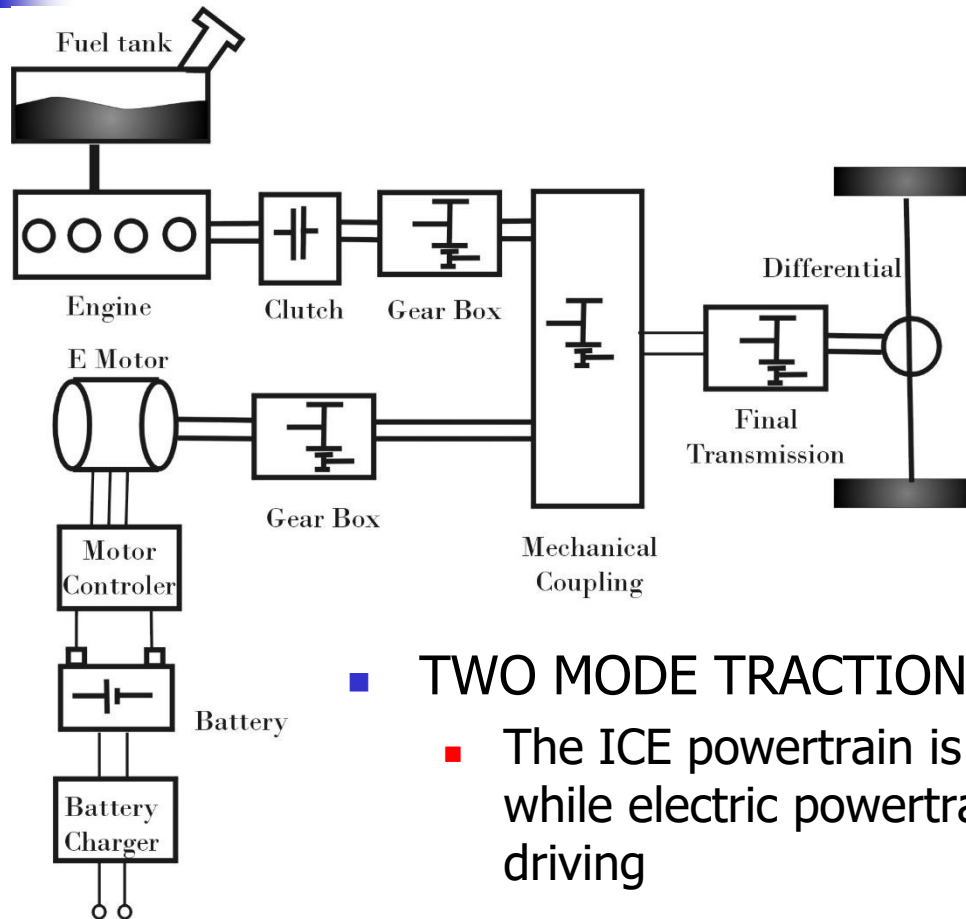 Fuel tank
Engine
Clutch
Gear Box
Differential
E Motor
Gear Box
Final
Transmission
Mechanical
Coupling
Motor
Controler
Battery
Battery
Charger
TWO MODE TRACTION
The ICE powertrain is
while electric
driving